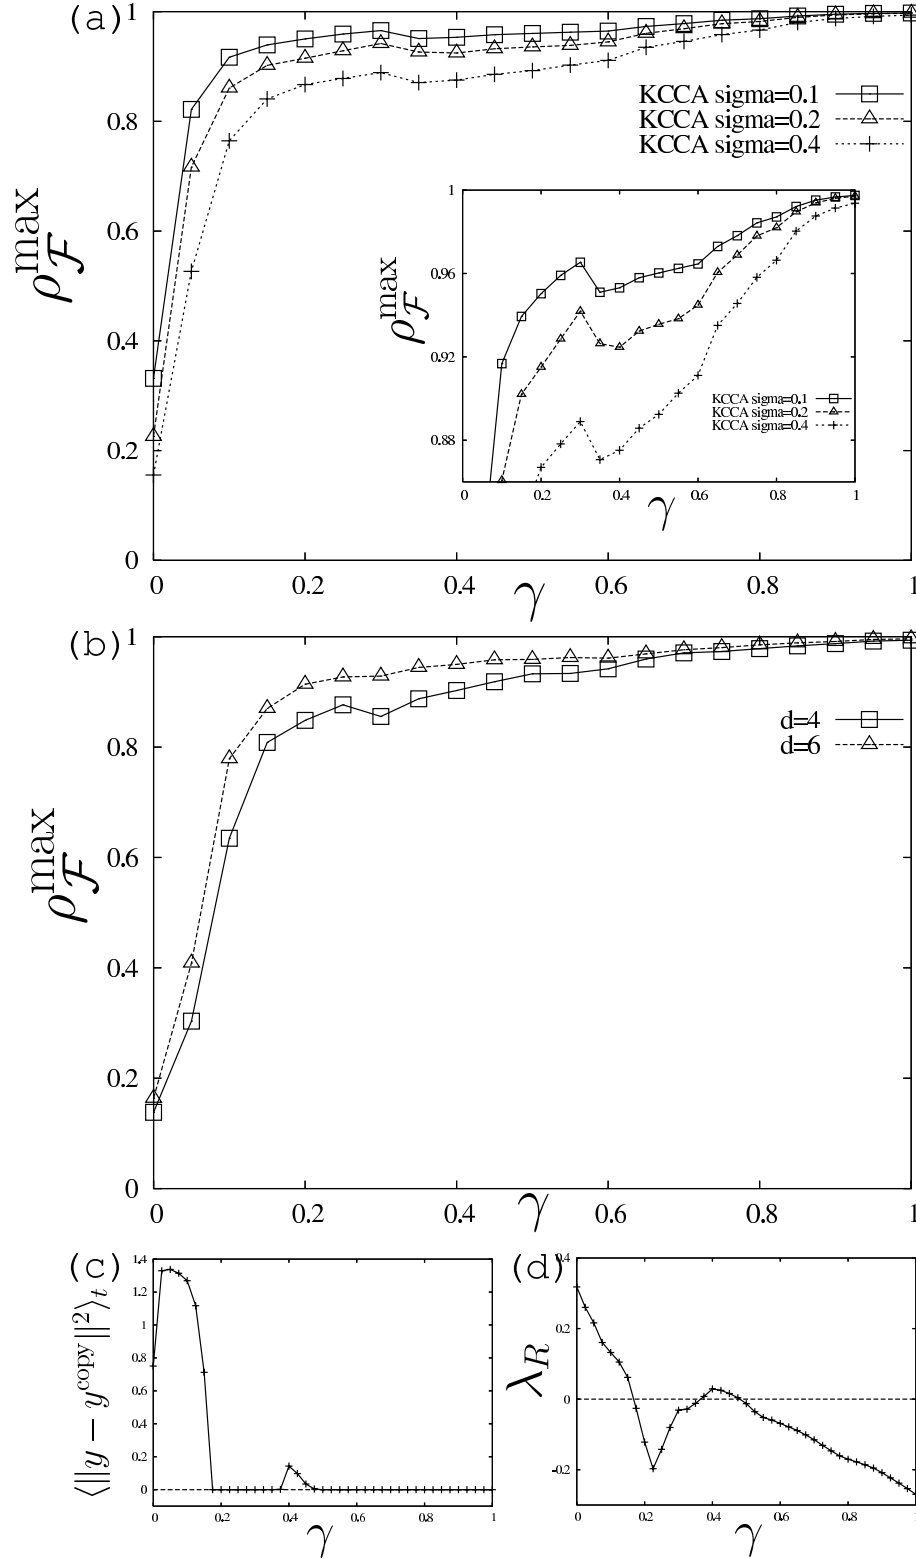 (a)
1
0.8
0.6
0.4
0.2
0
ρ_F^max
KCCA sigma=0.1
KCCA sigma=0.2
KCCA sigma=0.4
1
0.96
0.92
0.88
ρ_F^max
KCCA sigma=0.1
KCCA sigma=0.2
KCCA sigma=0.4
0 0.2 0.4 0.6 0.8 1
γ
0 0.2 0.4 0.6 0.8 1
γ
(b)
1
0.8
0.6
0.4
0.2
0
ρ_F^max
d=4
d=6
0 0.2 0.4 0.6 0.8 1
γ
(c)
1.4
1.2
1
0.8
0.6
0.4
0.2
0
⟨||y − y^copy||²⟩_t
0 0.2 0.4 0.6 0.8 1
γ
(d)
0.4
0.2
0
-0.2
λ_R
0 0.2 0.4 0.6 0.8 1
γ